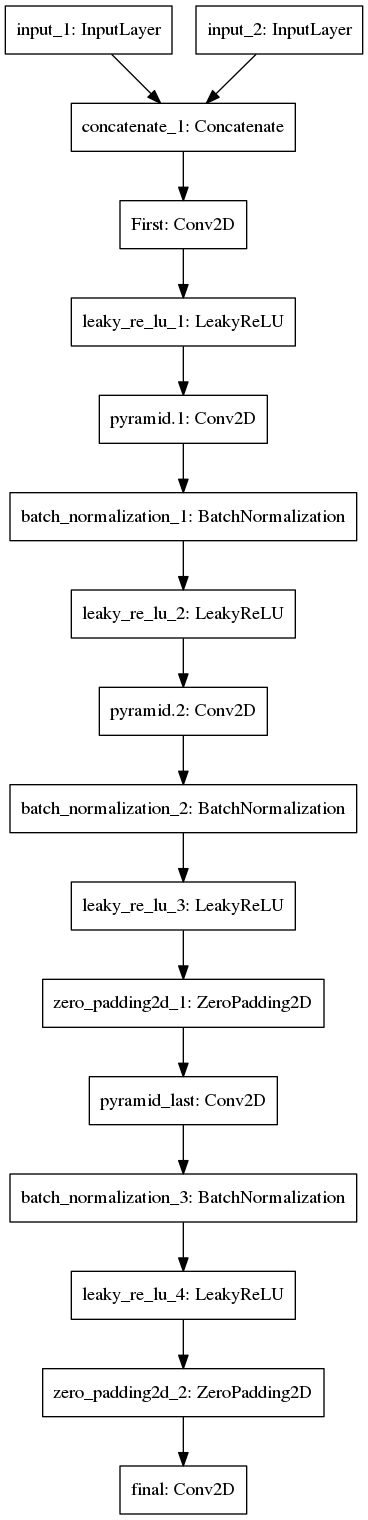 input_1: InputLayer
input_2: InputLayer
concatenate_1: Concatenate
First: Conv2D
leaky_re_lu_1: LeakyReLU
pyramid.1: Conv2D
batch_normalization_1: BatchNormalization
leaky_re_lu_2: LeakyReLU
pyramid.2: Conv2D
batch_normalization_2: BatchNormalization
leaky_re_lu_3: LeakyReLU
zero_padding2d_1: ZeroPadding2D
pyramid_last: Conv2D
batch_normalization_3: BatchNormalization
leaky_re_lu_4: LeakyReLU
zero_padding2d_2: ZeroPadding2D
final: Conv2D